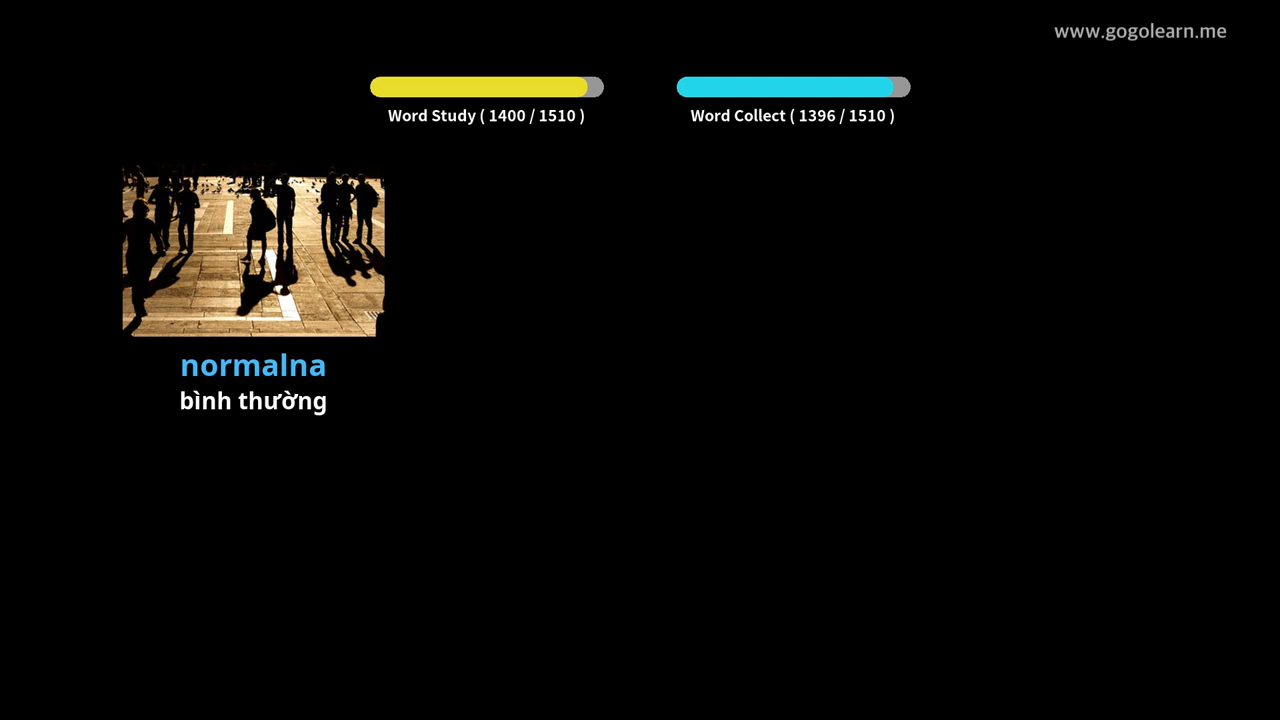 www.gogolearn.me
Word Study ( 1400 / 1510 )
Word Collect ( 1396 / 1510 )
normalna
bình thường